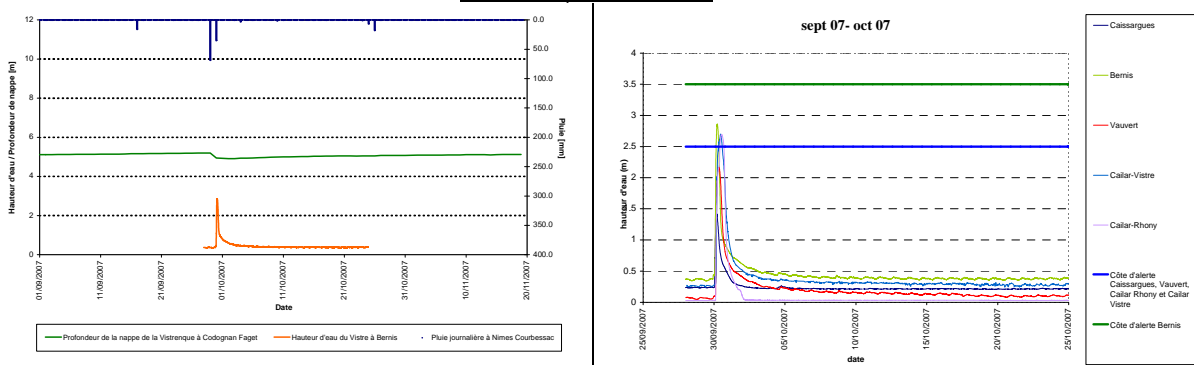 12
10
8
6
4
2
0
Hauteur d'eau / Profondeur de nappe [m]
0.0
50.0
100.0
150.0
200.0
250.0
300.0
350.0
400.0
Pluie [mm]
01/09/2007
11/09/2007
21/09/2007
01/10/2007
11/10/2007
21/10/2007
31/10/2007
10/11/2007
20/11/2007
Date
Profondeur de la nappe de la Vistrenque à Codognan Faget
Hauteur d'eau du Vistre à Bernis
Pluie journalière à Nimes Courbessac
sept 07- oct 07
4
3.5
3
2.5
2
1.5
1
0.5
0
hauteur d'eau (m)
25/09/2007
30/09/2007
05/10/2007
10/10/2007
15/10/2007
20/10/2007
25/10/2007
date
Caissargues
Bernis
Vauvert
Cailar-Vistre
Cailar-Rhony
Côte d'alerte
Caissargues, Vauvert,
Cailar Rhony et Cailar
Vistre
Côte d'alerte Bernis